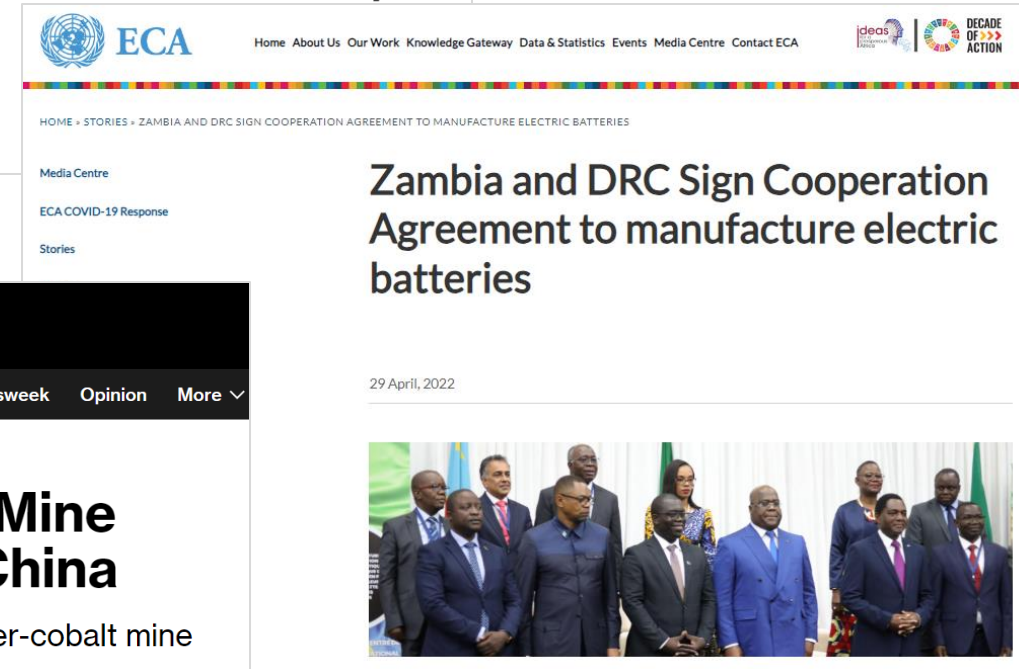 ECA
Home About Us Our Work Knowledge Gateway Data & Statistics Events Media Centre Contact ECA
ideas
DECADE
OF >>>
ACTION
HOME » STORIES » ZAMBIA AND DRC SIGN COOPERATION AGREEMENT TO MANUFACTURE ELECTRIC BATTERIES
Media Centre
ECA COVID-19 Response
Stories
Zambia and DRC Sign Cooperation
Agreement to manufacture electric
batteries
29 April, 2022
sweek Opinion More
Mine
China
er-cobalt mine